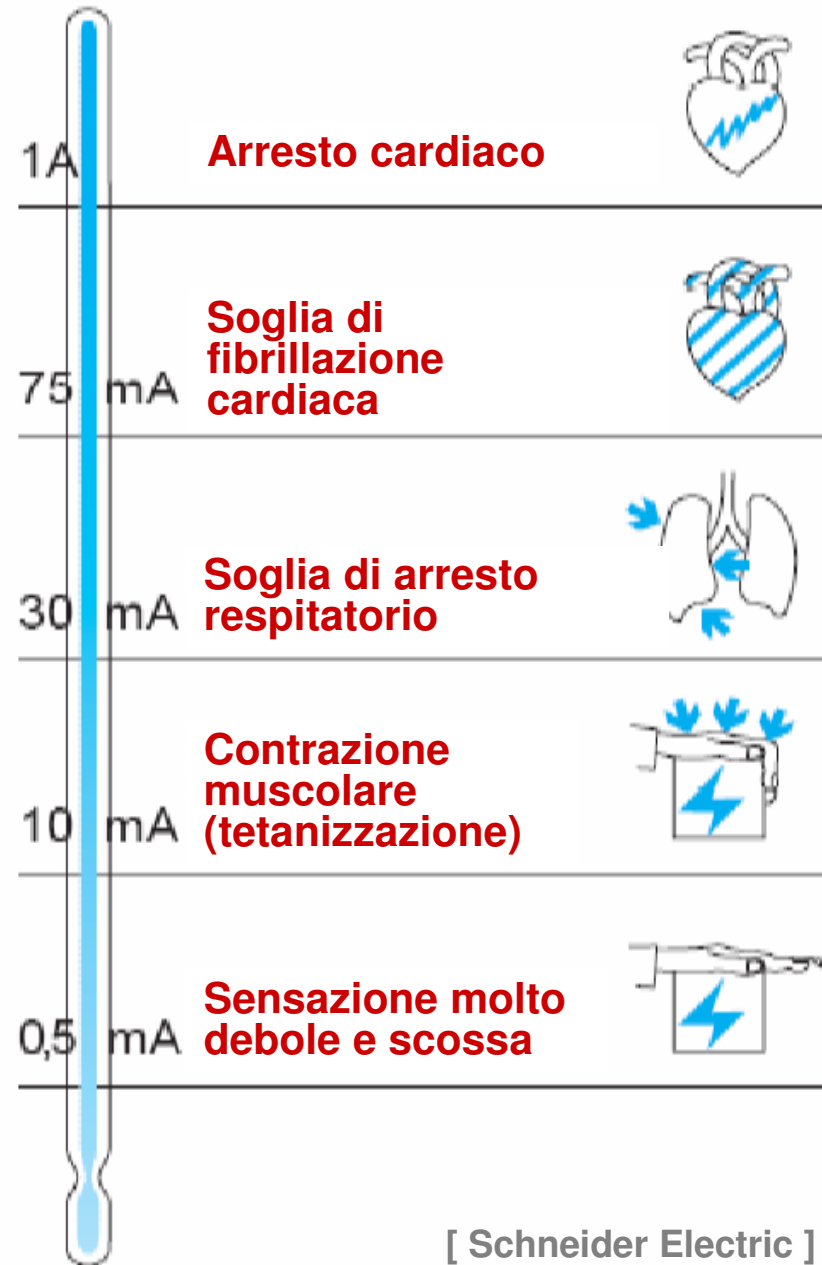 1A Arresto cardiaco
Soglia di
fibrillazione
75 mA cardiaca
Soglia di arresto
30 mA respitatorio
Contrazione
muscolare
10 mA (tetanizzazione)
Sensazione molto
0,5 mA debole e scossa
[ Schneider Electric ]